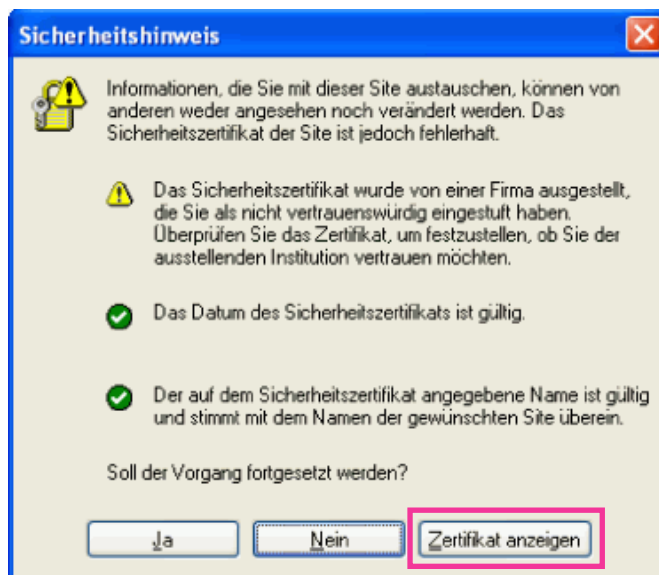 Sicherheitshinweis
Informationen, die Sie mit dieser Site austauschen, können von
anderen weder angesehen noch verändert werden. Das
Sicherheitszertifikat der Site ist jedoch fehlerhaft.
Das Sicherheitszertifikat wurde von einer Firma ausgestellt,
die Sie als nicht vertrauenswürdig eingestuft haben.
Überprüfen Sie das Zertifikat, um festzustellen, ob Sie der
ausstellenden Institution vertrauen möchten.
Das Datum des Sicherheitszertifikats ist gültig.
Der auf dem Sicherheitszertifikat angegebene Name ist gültig
und stimmt mit dem Namen der gewünschten Site überein.
Soll der Vorgang fortgesetzt werden?
Ja Nein Zertifikat anzeigen